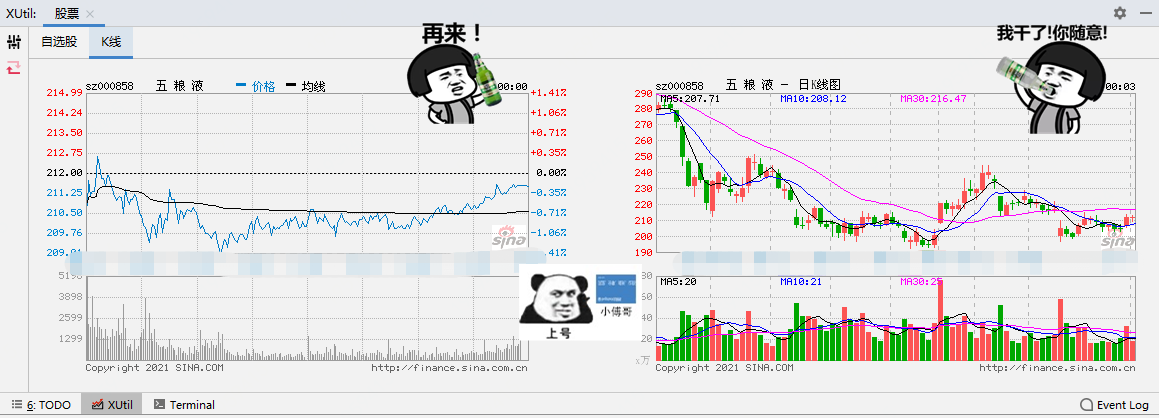 XUtil: 股票
再来！
我干了!你随意!
自选股 K线
sz000858 五 粮 液 价格 均线 00:00
214.99 +1.41%
214.24 +1.06%
213.50 +0.71%
212.75 +0.35%
212.00 0.00%
211.25 -0.35%
210.50 -0.71%
209.76 -1.06%
209. 41%
sina
5198
3898
2599
1299
Copyright 2021 SINA.COM http://finance.sina.com.cn
sz000858 五 粮 液 - 日K线图 00:03
MA5:207.71 MA10:208.12 MA30:216.47
290
280
270
260
250
240
230
220
210
200
190
sina
MA5:20 MA10:21 MA30:25
80
60
40
20
x万
Copyright 2021 SINA.COM http://finance.sina.com.cn
上号
小傅哥
6: TODO XUtil Terminal Event Log